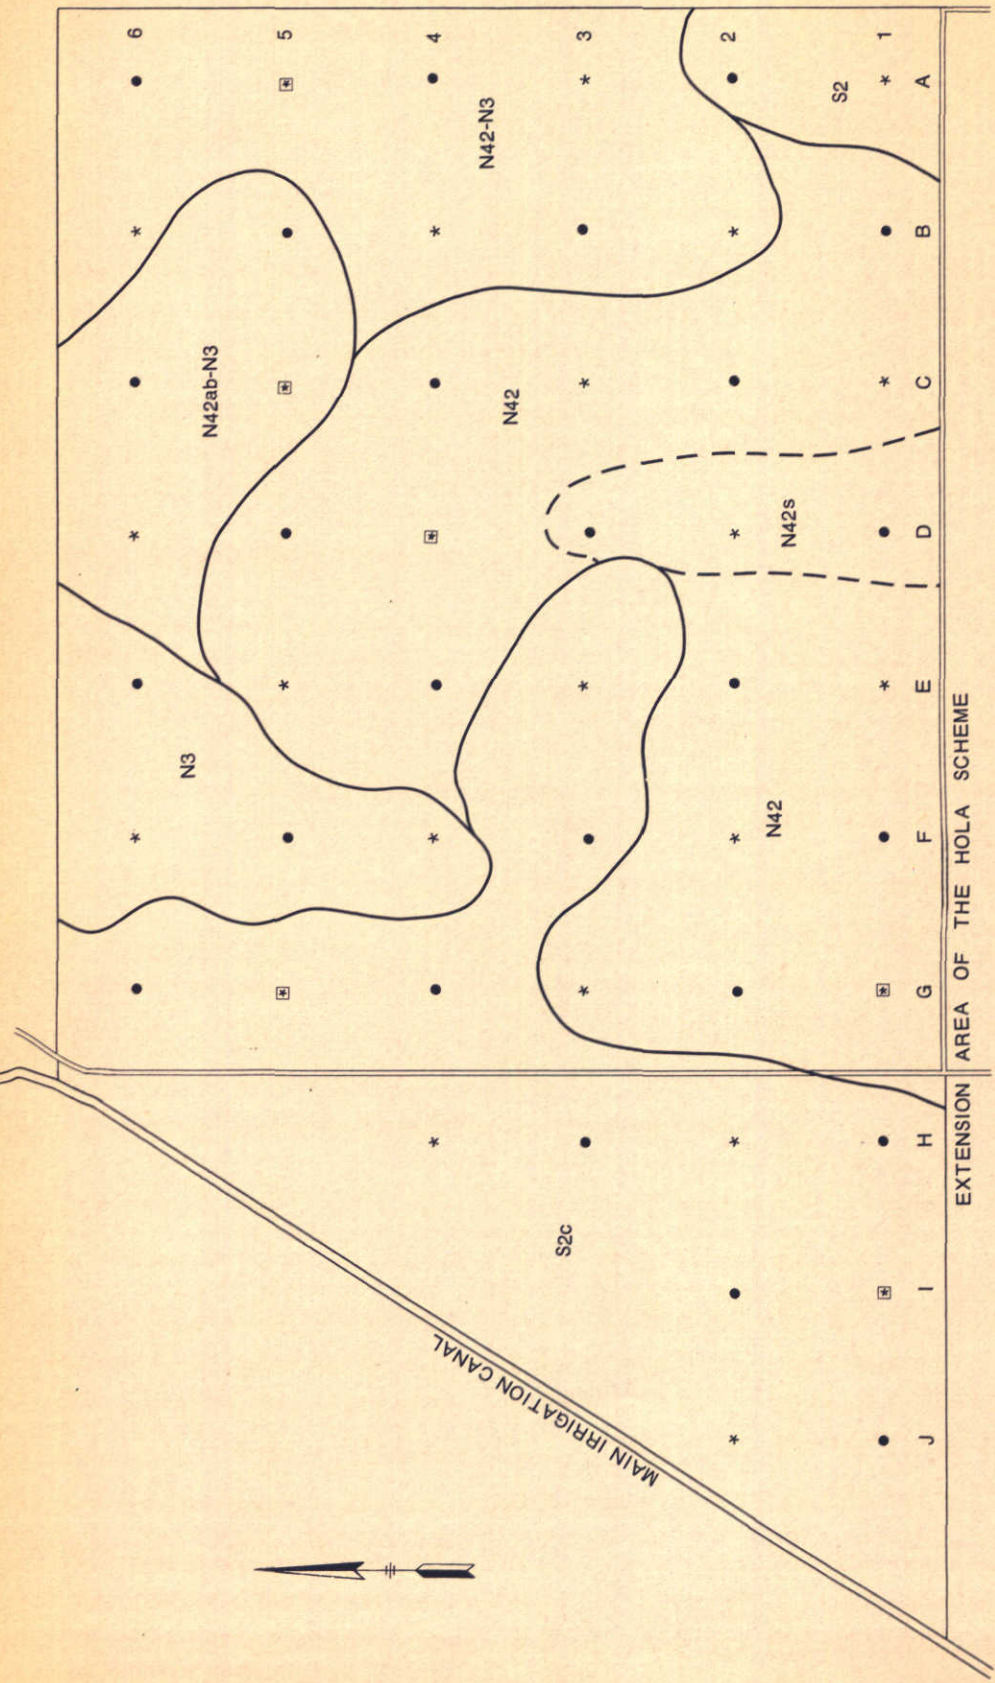 6 5 4 3 2 1
A
B
C
D
E
F
G
H
I
J
S2
N42-N3
N42ab-N3
N42
N42s
N3
N42
S2c
MAIN IRRIGATION CANAL
EXTENSION AREA OF THE HOLA SCHEME